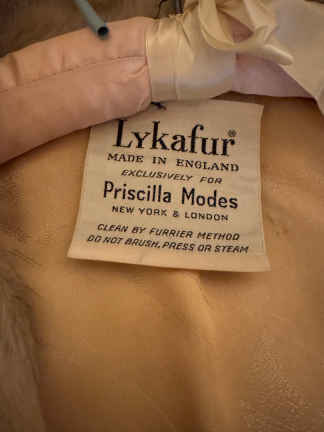 Lykafur®
MADE IN ENGLAND
EXCLUSIVELY FOR
Priscilla Modes
NEW YORK & LONDON
CLEAN BY FURRIER METHOD
DO NOT BRUSH, PRESS OR STEAM